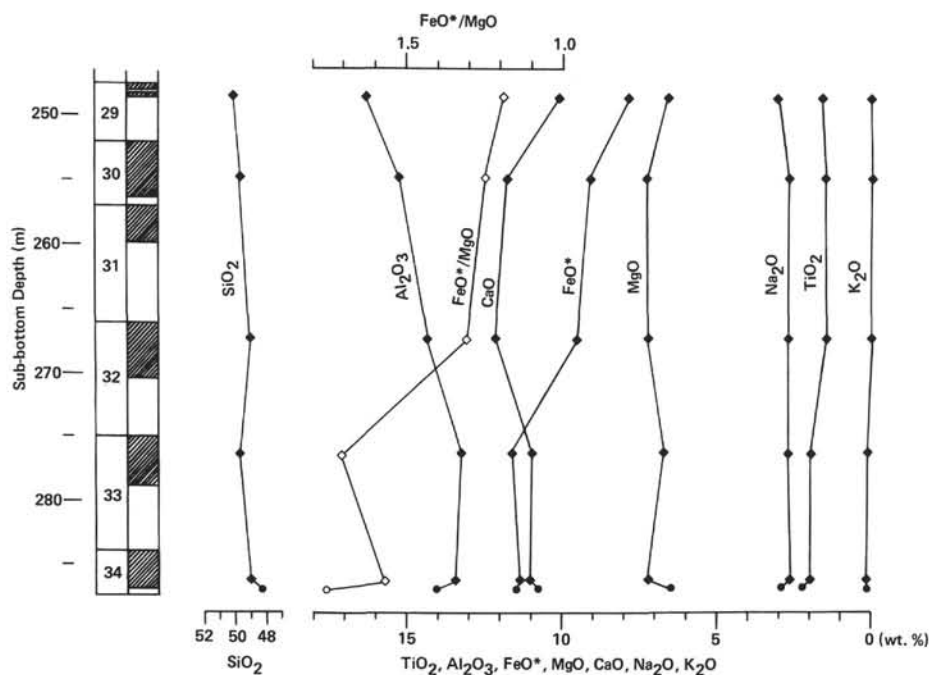 FeO*/MgO
1.5 1.0
250
260
270
280
Sub-bottom Depth (m)
29
30
31
32
33
34
SiO₂
Al₂O₃
FeO*/MgO
CaO
FeO*
MgO
Na₂O
TiO₂
K₂O
52 50 48
SiO₂
15 10 5 0 (wt. %)
TiO₂, Al₂O₃, FeO*, MgO, CaO, Na₂O, K₂O